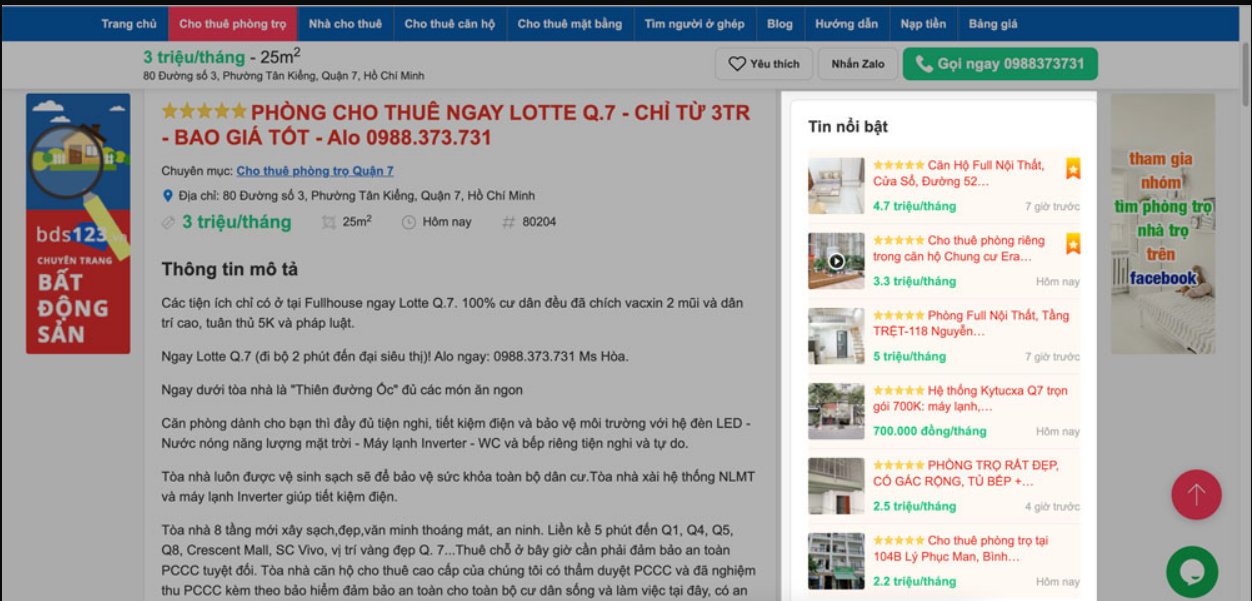 Trang chủ Cho thuê phòng trọ Nhà cho thuê Cho thuê căn hộ Cho thuê mặt bằng Tìm người ở ghép Blog Hướng dẫn Nạp tiền Bảng giá
3 triệu/tháng - 25m²
80 Đường số 3, Phường Tân Kiểng, Quận 7, Hồ Chí Minh
Yêu thích
Nhắn Zalo
Gọi ngay 0988373731
bds123
CHUYÊN TRANG
BẤT
ĐỘNG
SẢN
PHÒNG CHO THUÊ NGAY LOTTE Q.7 - CHỈ TỪ 3TR
- BAO GIÁ TỐT - Alo 0988.373.731
Chuyên mục: Cho thuê phòng trọ Quận 7
Địa chỉ: 80 Đường số 3, Phường Tân Kiểng, Quận 7, Hồ Chí Minh
3 triệu/tháng 25m² Hôm nay # 80204
Thông tin mô tả
Các tiện ích chỉ có ở tại Fullhouse ngay Lotte Q.7. 100% cư dân đều đã chích vacxin 2 mũi và dân
trí cao, tuân thủ 5K và pháp luật.
Ngay Lotte Q.7 (đi bộ 2 phút đến đại siêu thị)! Alo ngay: 0988.373.731 Ms Hòa.
Ngay dưới tòa nhà là "Thiên đường Ốc" đủ các món ăn ngon
Căn phòng dành cho bạn thì đầy đủ tiện nghi, tiết kiệm điện và bảo vệ môi trường với hệ đèn LED -
Nước nóng năng lượng mặt trời - Máy lạnh Inverter - WC và bếp riêng tiện nghi và tự do.
Tòa nhà luôn được vệ sinh sạch sẽ để bảo vệ sức khỏa toàn bộ dân cư.Tòa nhà xài hệ thống NLMT
và máy lạnh Inverter giúp tiết kiệm điện.
Tòa nhà 8 tầng mới xây sạch,đẹp,văn minh thoáng mát, an ninh. Liền kề 5 phút đến Q1, Q4, Q5,
Q8, Crescent Mall, SC Vivo, vị trí vàng đẹp Q. 7...Thuê chỗ ở bây giờ cần phải đảm bảo an toàn
PCCC tuyệt đối. Tòa nhà căn hộ cho thuê cao cấp của chúng tôi có thẩm duyệt PCCC và đã nghiệm
thu PCCC kèm theo bảo hiểm đảm bảo an toàn cho toàn bộ cư dân sống và làm việc tại đây, có an
Tin nổi bật
Căn Hộ Full Nội Thất,
Cửa Sổ, Đường 52...
4.7 triệu/tháng 7 giờ trước
Cho thuê phòng riêng
trong căn hộ Chung cư Era...
3.3 triệu/tháng Hôm nay
Phòng Full Nội Thất, Tầng
TRỆT-118 Nguyễn...
5 triệu/tháng 7 giờ trước
Hệ thống Kytucxa Q7 trọn
gói 700K: máy lạnh,...
700.000 đồng/tháng Hôm nay
PHÒNG TRỌ RẤT ĐẸP,
CÓ GÁC RỘNG, TỦ BẾP +...
2.5 triệu/tháng 4 giờ trước
Cho thuê phòng trọ tại
104B Lý Phục Man, Bình...
2.2 triệu/tháng Hôm nay
tham gia
nhóm
tìm phòng trọ
nhà trọ
trên
facebook